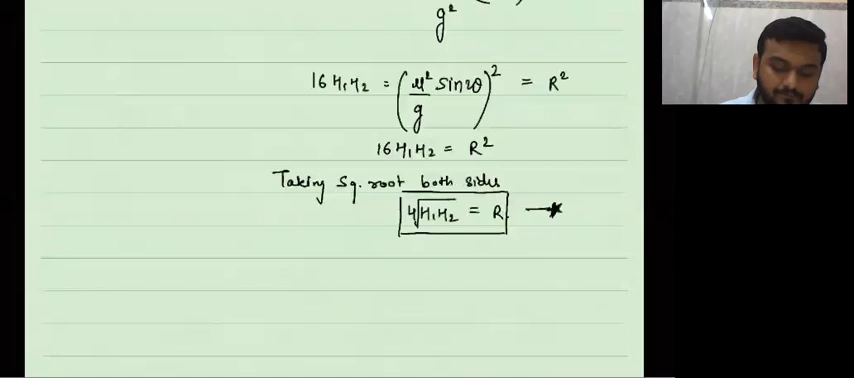 g²
16 H₁H₂ = (u² sin2θ / g)² = R²
16 H₁H₂ = R²
Taking Sq. root both sides
4√H₁H₂ = R